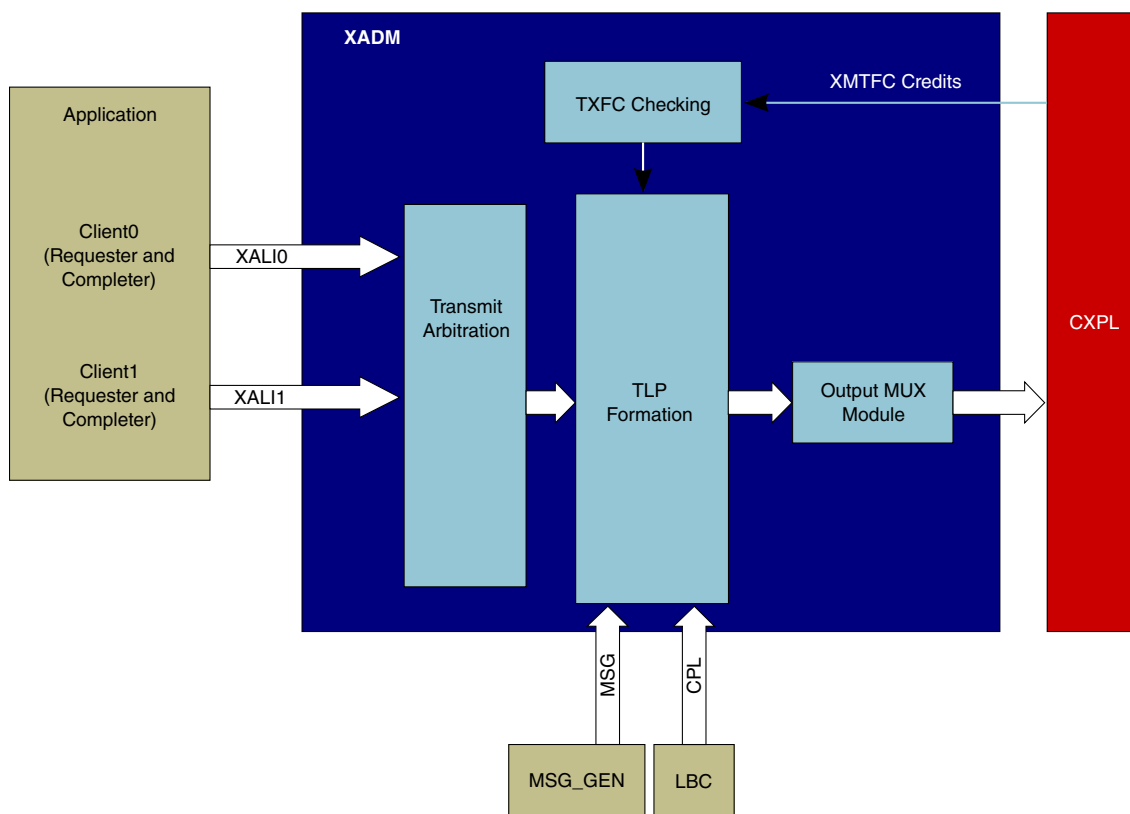 XADM
Application
TXFC Checking
XMTFC Credits
Client0
(Requester and
Completer)
XALI0
Transmit
Arbitration
Client1
(Requester and
Completer)
XALI1
TLP
Formation
Output MUX
Module
CXPL
MSG
CPL
MSG_GEN
LBC